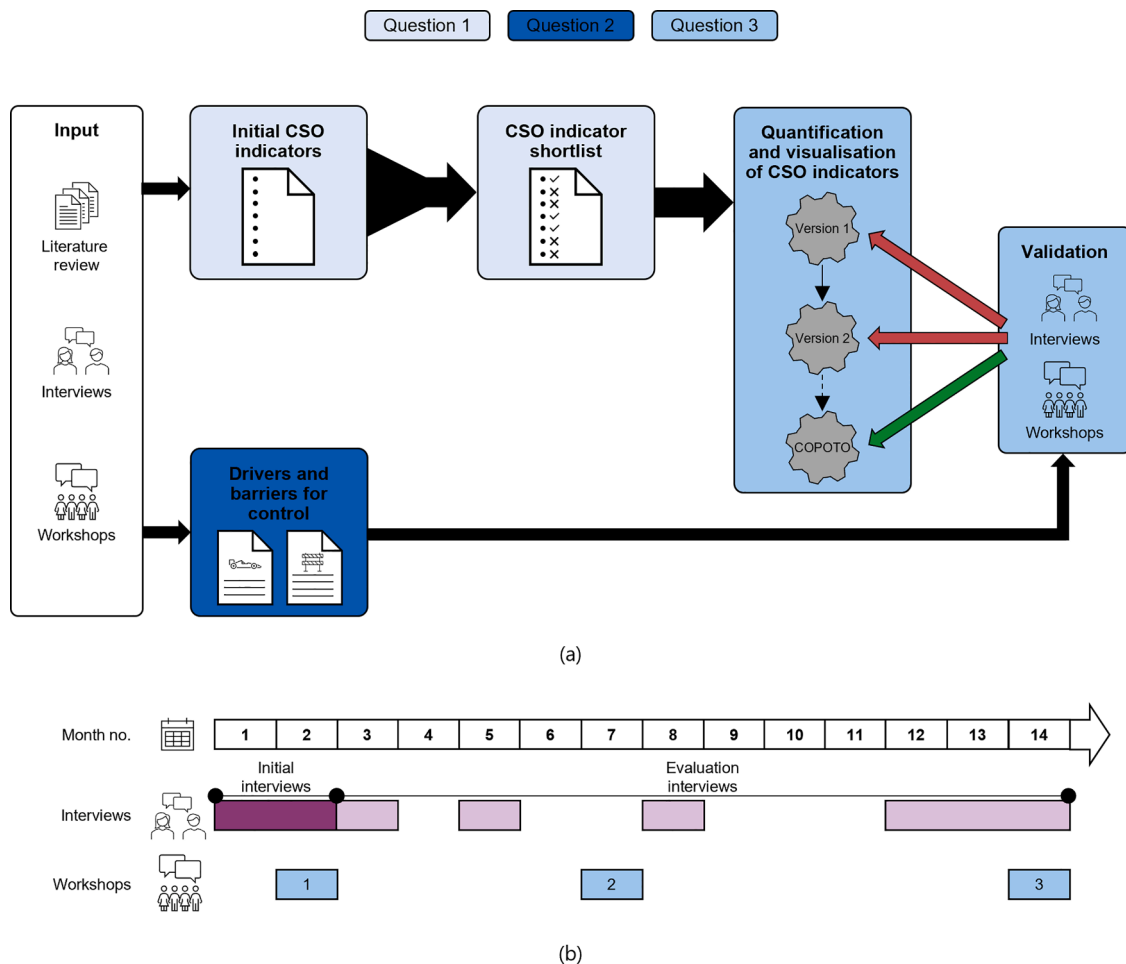 Question 1
Question 2
Question 3
Input
Literature
review
Interviews
Workshops
Initial CSO
indicators
CSO indicator
shortlist
Quantification
and visualisation
of CSO indicators
Version 1
Version 2
COPOTO
Validation
Interviews
Workshops
Drivers and
barriers for
control
(a)
Month no.
1 2 3 4 5 6 7 8 9 10 11 12 13 14
Initial
interviews
Evaluation
interviews
Interviews
Workshops
1 2 3
(b)